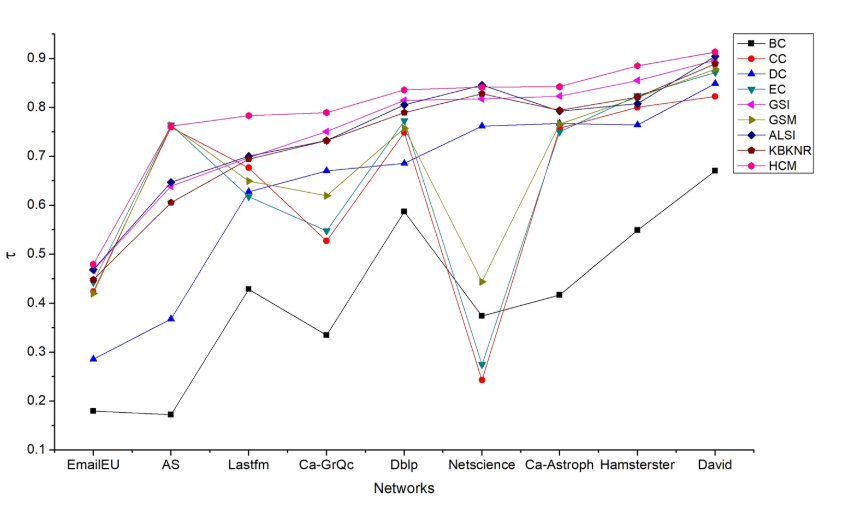 BC
CC
DC
EC
GSI
GSM
ALSI
KBKNR
HCM
0.9
0.8
0.7
0.6
0.5
0.4
0.3
0.2
0.1
τ
EmailEU AS Lastfm Ca-GrQc Dblp Netscience Ca-Astroph Hamsterster David
Networks